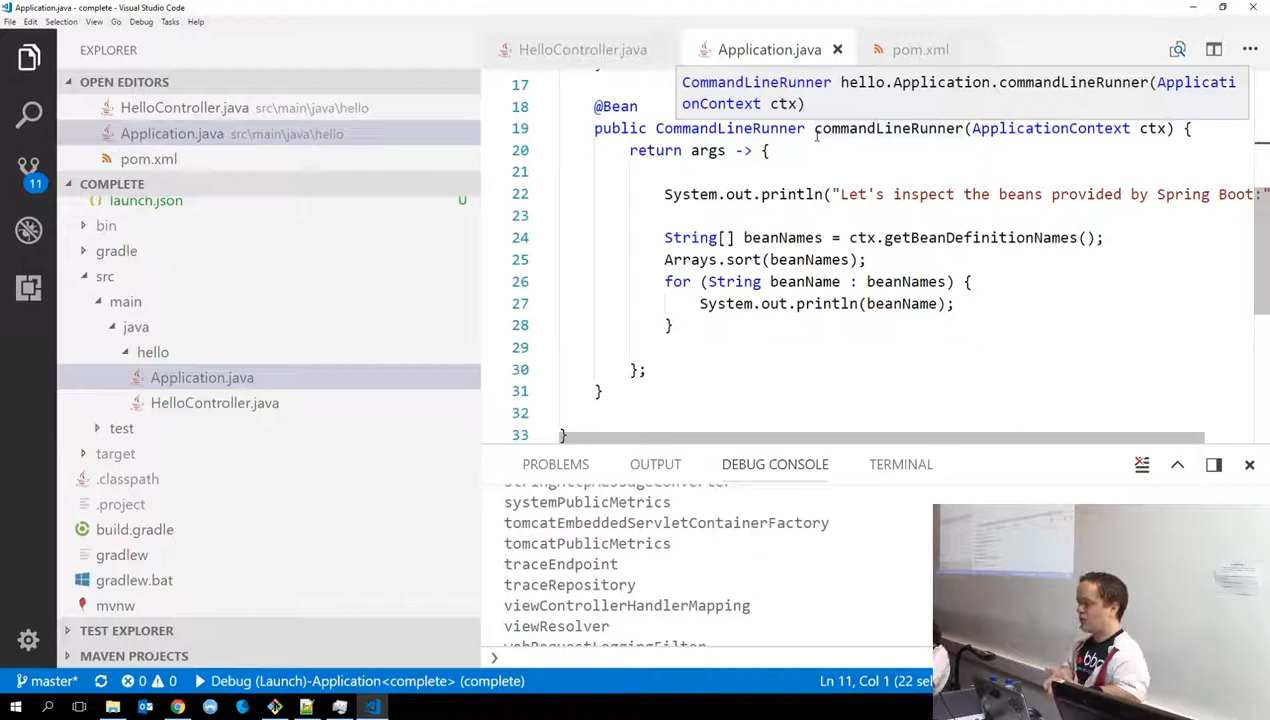 Application.java - complete - Visual Studio Code
File Edit Selection View Go Debug Tasks Help
EXPLORER
OPEN EDITORS
HelloController.java src\main\java\hello
Application.java src\main\java\hello
pom.xml
11
COMPLETE
launch.json U
bin
gradle
src
main
java
hello
Application.java
HelloController.java
test
target
.classpath
.project
build.gradle
gradlew
gradlew.bat
mvnw
TEST EXPLORER
MAVEN PROJECTS
HelloController.java Application.java pom.xml
CommandLineRunner hello.Application.commandLineRunner(Applicati
onContext ctx)
17
18 @Bean
19 public CommandLineRunner commandLineRunner(ApplicationContext ctx) {
20 return args -> {
21
22 System.out.println("Let's inspect the beans provided by Spring Boot:"
23
24 String[] beanNames = ctx.getBeanDefinitionNames();
25 Arrays.sort(beanNames);
26 for (String beanName : beanNames) {
27 System.out.println(beanName);
28 }
29
30 };
31 }
32
33 }
PROBLEMS OUTPUT DEBUG CONSOLE TERMINAL
stringHttpMessageConverter
systemPublicMetrics
tomcatEmbeddedServletContainerFactory
tomcatPublicMetrics
traceEndpoint
traceRepository
viewControllerHandlerMapping
viewResolver
webRequestLoggingFilter
master* 0 0 Debug (Launch)-Application<complete> (complete) Ln 11, Col 1 (22 sel